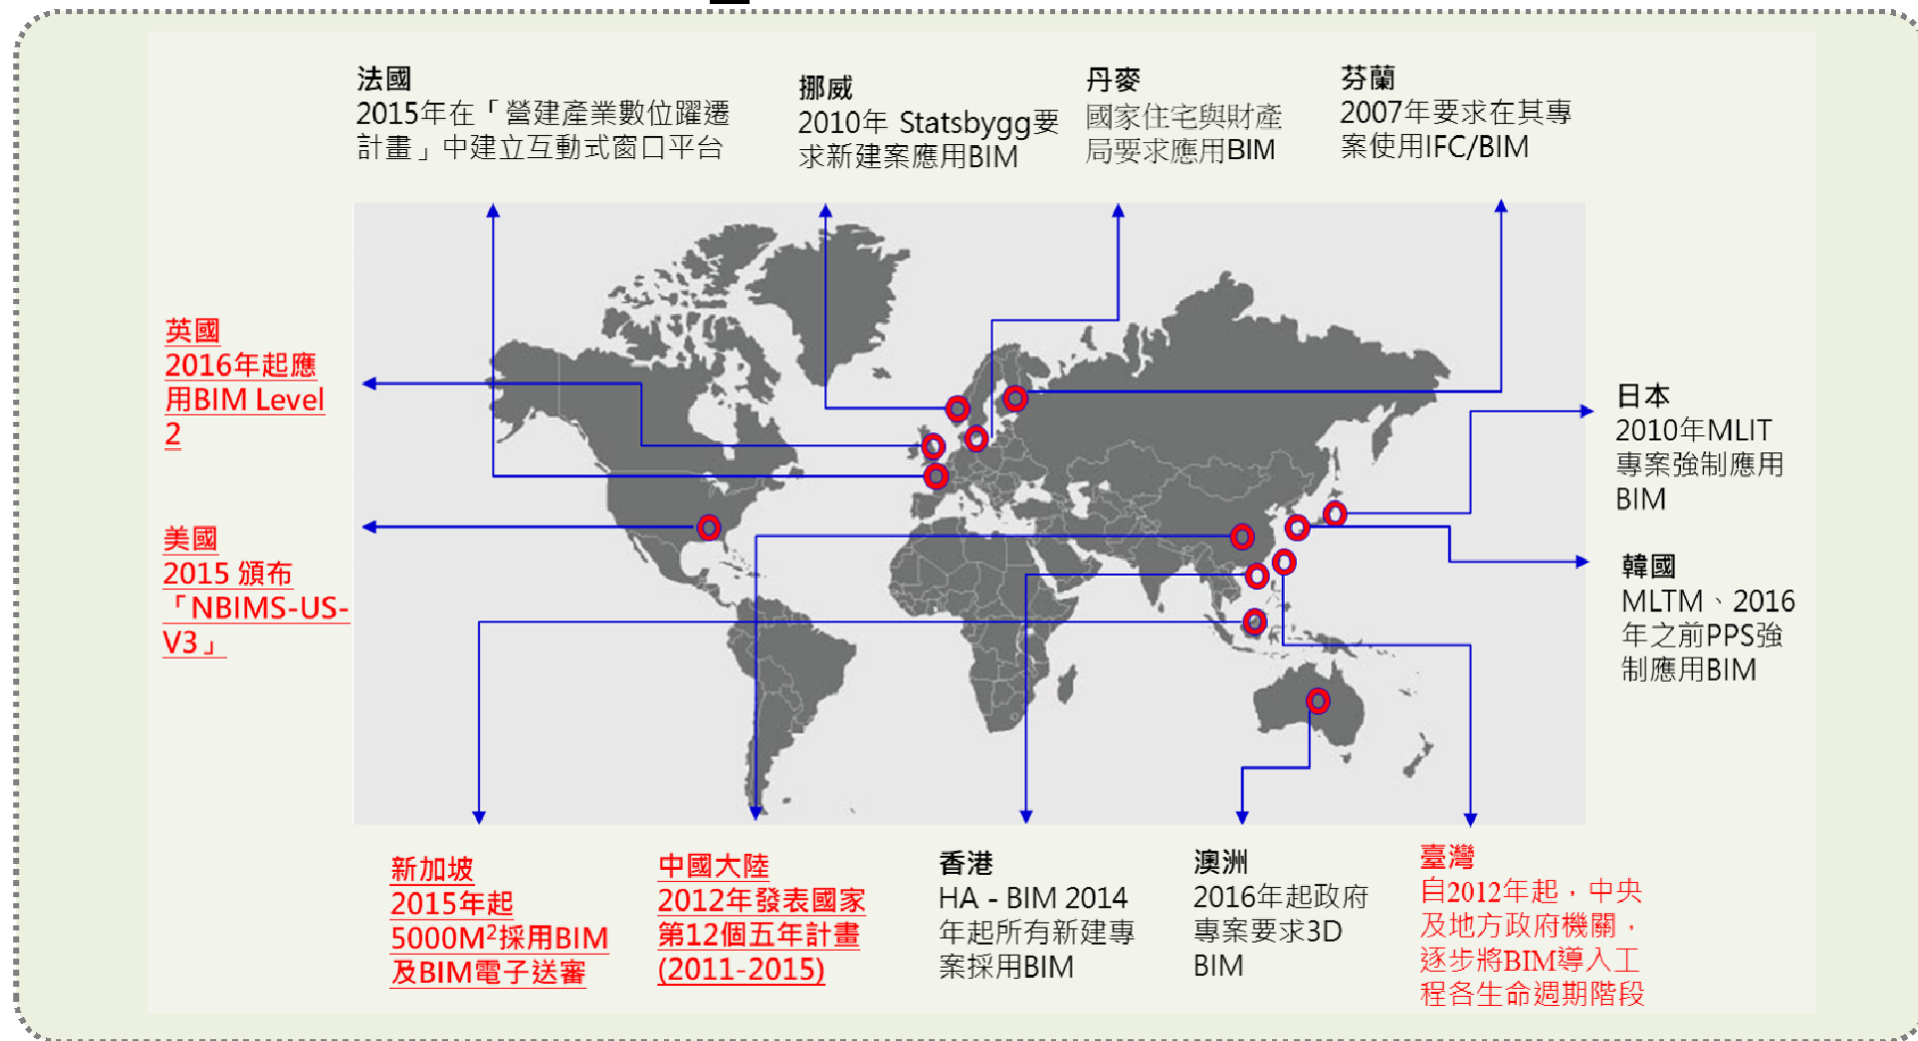 法國
2015年在「營建產業數位躍遷
計畫」中建立互動式窗口平台
挪威
2010年 Statsbygg要
求新建案應用BIM
丹麥
國家住宅與財產
局要求應用BIM
芬蘭
2007年要求在其專
案使用IFC/BIM
英國
2016年起應
用BIM Level
2
美國
2015 頒布
「NBIMS-US-
V3」
日本
2010年MLIT
專案強制應用
BIM
韓國
MLTM、2016
年之前PPS強
制應用BIM
新加坡
2015年起
5000M²採用BIM
及BIM電子送審
中國大陸
2012年發表國家
第12個五年計畫
(2011-2015)
香港
HA - BIM 2014
年起所有新建專
案採用BIM
澳洲
2016年起政府
專案要求3D
BIM
臺灣
自2012年起，中央
及地方政府機關，
逐步將BIM導入工
程各生命週期階段